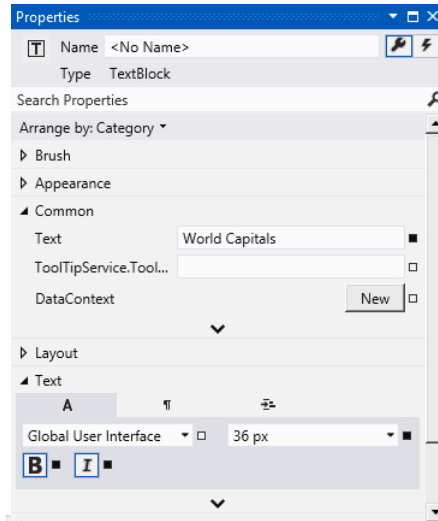 Properties
T Name <No Name>
Type TextBlock
Search Properties
Arrange by: Category
Brush
Appearance
Common
Text World Capitals
ToolTipService.Tool...
DataContext New
Layout
Text
A ¶
Global User Interface 36 px
B I